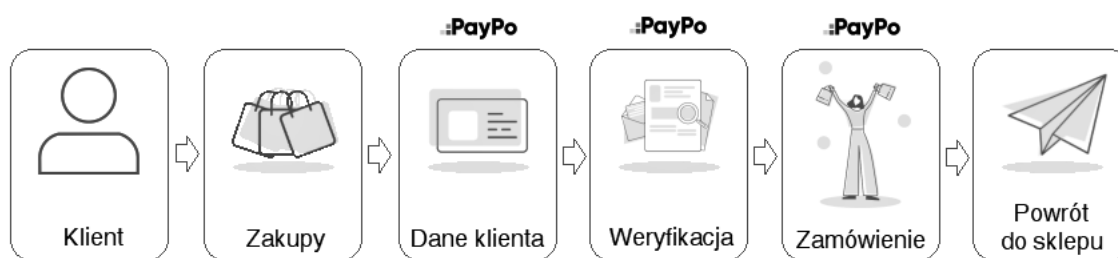 PayPo
PayPo
PayPo
Klient
Zakupy
Dane klienta
Weryfikacja
Zamówienie
Powrót
do sklepu